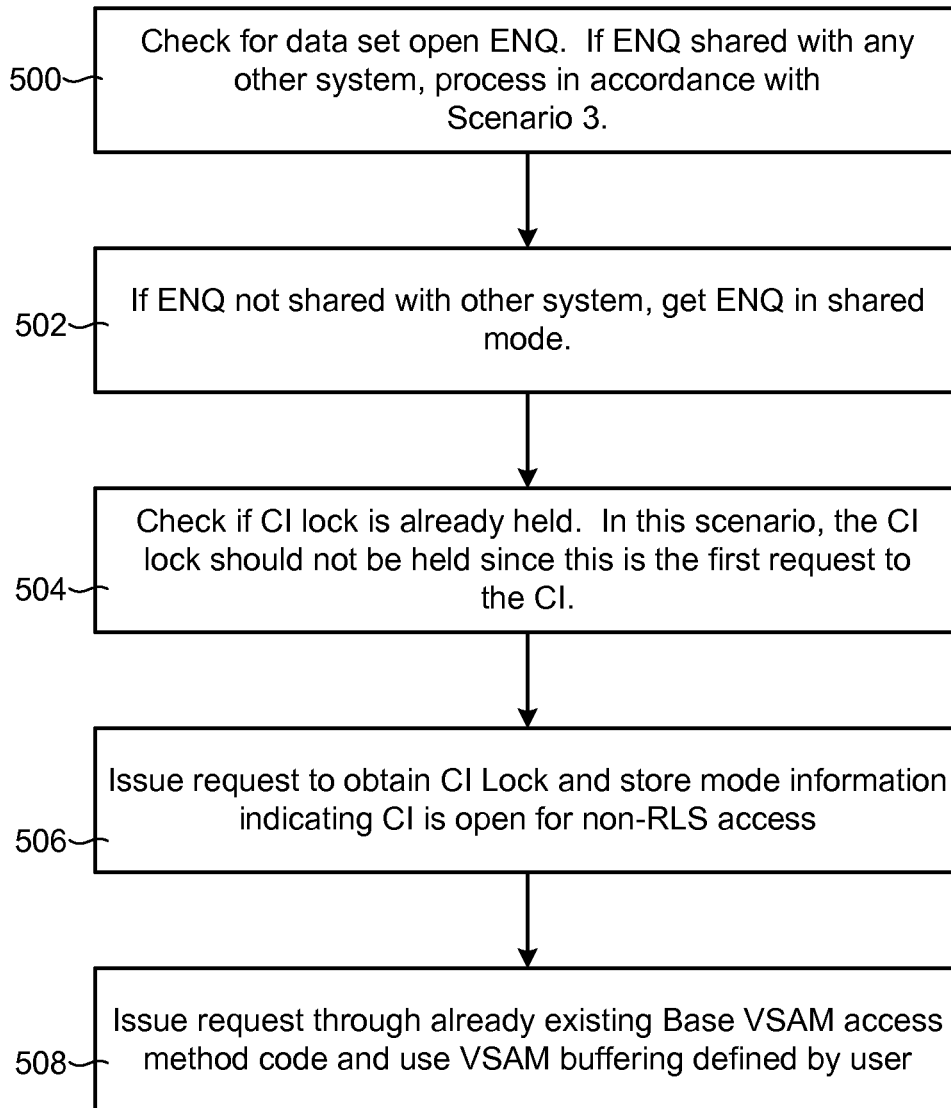 Check for data set open ENQ.  If ENQ shared with any
500
other system, process in accordance with
Scenario 3.
If ENQ not shared with other system, get ENQ in shared
502
mode.
Check if CI lock is already held.  In this scenario, the CI
lock should not be held since this is the first request to
504
the CI.
Issue request to obtain CI Lock and store mode information
indicating CI is open for non-RLS access
506
Issue request through already existing Base VSAM access
method code and use VSAM buffering defined by user
508